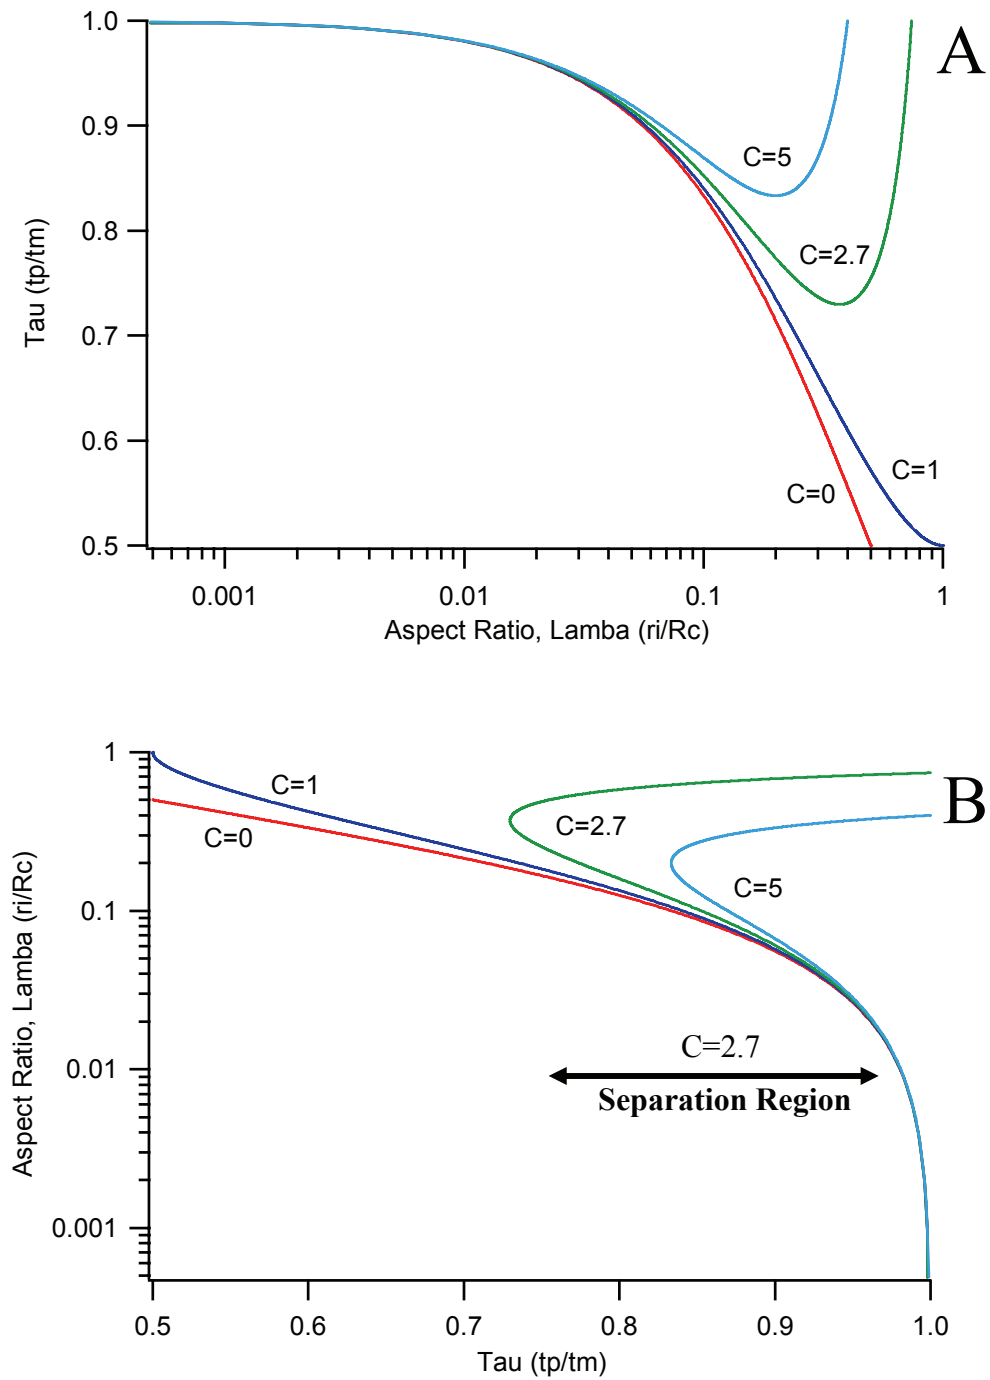 A
1.0
0.9
0.8
0.7
0.6
0.5
Tau (tp/tm)
C=5
C=2.7
C=1
C=0
0.001
0.01
0.1
1
Aspect Ratio, Lamba (ri/Rc)
B
1
0.1
0.01
0.001
Aspect Ratio, Lamba (ri/Rc)
C=1
C=0
C=2.7
C=5
C=2.7
Separation Region
0.5
0.6
0.7
0.8
0.9
1.0
Tau (tp/tm)